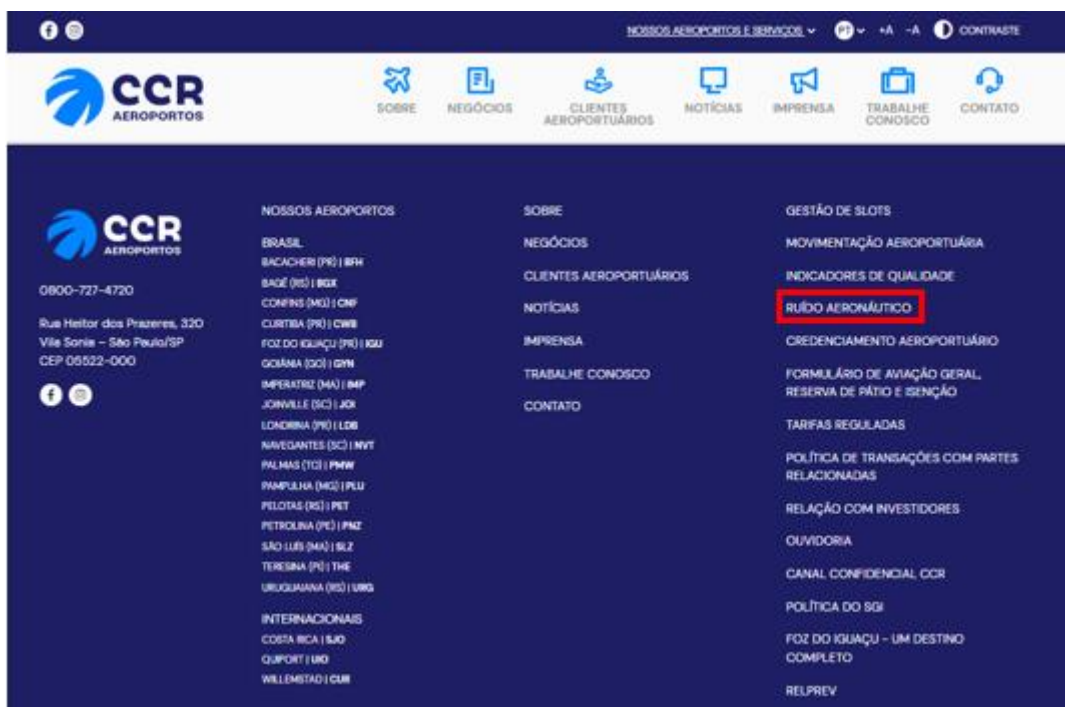 NOSSOS AEROPORTOS E SERVIÇOS
PT
+A -A
CONTRASTE
CCR
AEROPORTOS
SOBRE
NEGÓCIOS
CLIENTES
AEROPORTUÁRIOS
NOTÍCIAS
IMPRENSA
TRABALHE
CONOSCO
CONTATO
CCR
AEROPORTOS
0800-727-4720
Rua Heitor dos Prazeres, 320
Vila Sonia – São Paulo/SP
CEP 05522-000
NOSSOS AEROPORTOS
BRASIL
BACACHERI (PR) | BFH
BAGÉ (RS) | BGX
CONFINS (MG) | CNF
CURITIBA (PR) | CWB
FOZ DO IGUAÇU (PR) | IGU
GOIÂNIA (GO) | GYN
IMPERATRIZ (MA) | IMP
JOINVILLE (SC) | JOI
LONDRINA (PR) | LDB
NAVEGANTES (SC) | NVT
PALMAS (TO) | PMW
PAMPULHA (MG) | PLU
PELOTAS (RS) | PET
PETROLINA (PE) | PNZ
SÃO LUÍS (MA) | SLZ
TERESINA (PI) | THE
URUGUAIANA (RS) | URG
INTERNACIONAIS
COSTA RICA | SJO
QUIPORT | UIO
WILLEMSTAD | CUR
SOBRE
NEGÓCIOS
CLIENTES AEROPORTUÁRIOS
NOTÍCIAS
IMPRENSA
TRABALHE CONOSCO
CONTATO
GESTÃO DE SLOTS
MOVIMENTAÇÃO AEROPORTUÁRIA
INDICADORES DE QUALIDADE
RUÍDO AERONÁUTICO
CREDENCIAMENTO AEROPORTUÁRIO
FORMULÁRIO DE AVIAÇÃO GERAL,
RESERVA DE PÁTIO E ISENÇÃO
TARIFAS REGULADAS
POLÍTICA DE TRANSAÇÕES COM PARTES
RELACIONADAS
RELAÇÃO COM INVESTIDORES
OUVIDORIA
CANAL CONFIDENCIAL CCR
POLÍTICA DO SGI
FOZ DO IGUAÇU – UM DESTINO
COMPLETO
RELPREV